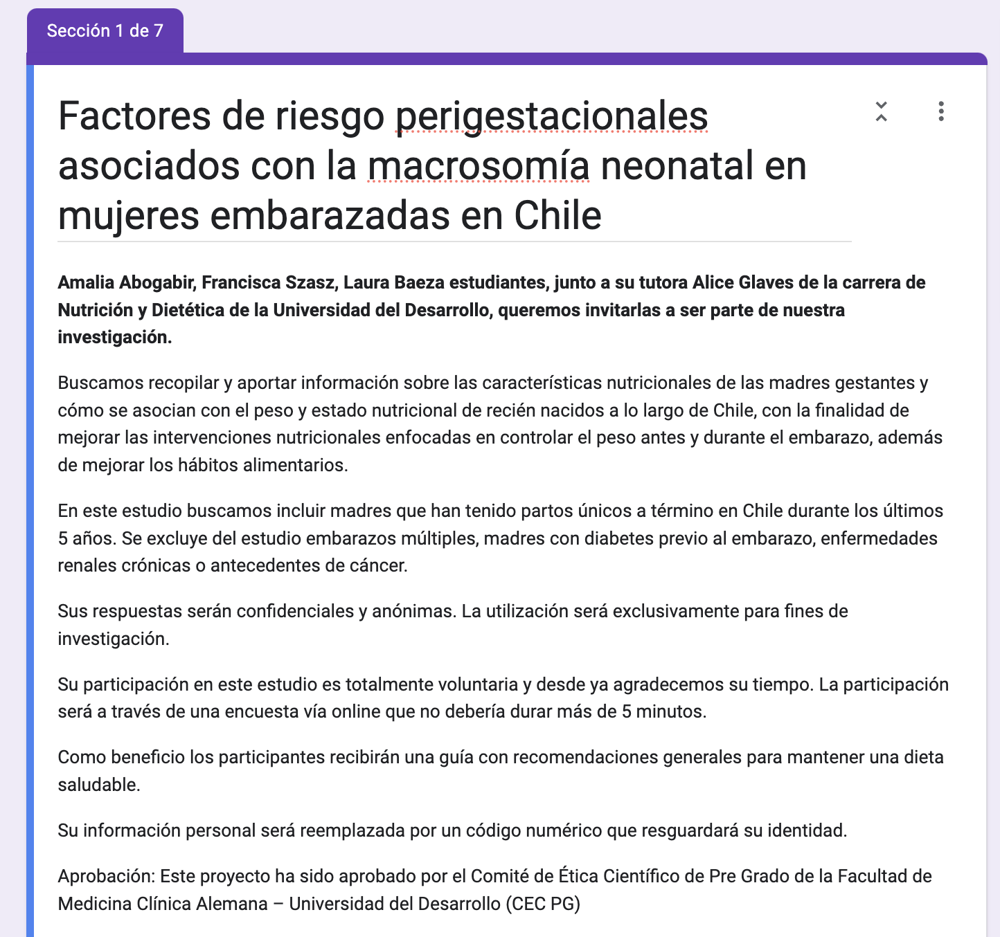 Sección 1 de 7
Factores de riesgo perigestacionales
asociados con la macrosomía neonatal en
mujeres embarazadas en Chile
Amalia Abogabir, Francisca Szasz, Laura Baeza estudiantes, junto a su tutora Alice Glaves de la carrera de
Nutrición y Dietética de la Universidad del Desarrollo, queremos invitarlas a ser parte de nuestra
investigación.
Buscamos recopilar y aportar información sobre las características nutricionales de las madres gestantes y
cómo se asocian con el peso y estado nutricional de recién nacidos a lo largo de Chile, con la finalidad de
mejorar las intervenciones nutricionales enfocadas en controlar el peso antes y durante el embarazo, además
de mejorar los hábitos alimentarios.
En este estudio buscamos incluir madres que han tenido partos únicos a término en Chile durante los últimos
5 años. Se excluye del estudio embarazos múltiples, madres con diabetes previo al embarazo, enfermedades
renales crónicas o antecedentes de cáncer.
Sus respuestas serán confidenciales y anónimas. La utilización será exclusivamente para fines de
investigación.
Su participación en este estudio es totalmente voluntaria y desde ya agradecemos su tiempo. La participación
será a través de una encuesta vía online que no debería durar más de 5 minutos.
Como beneficio los participantes recibirán una guía con recomendaciones generales para mantener una dieta
saludable.
Su información personal será reemplazada por un código numérico que resguardará su identidad.
Aprobación: Este proyecto ha sido aprobado por el Comité de Ética Científico de Pre Grado de la Facultad de
Medicina Clínica Alemana – Universidad del Desarrollo (CEC PG)